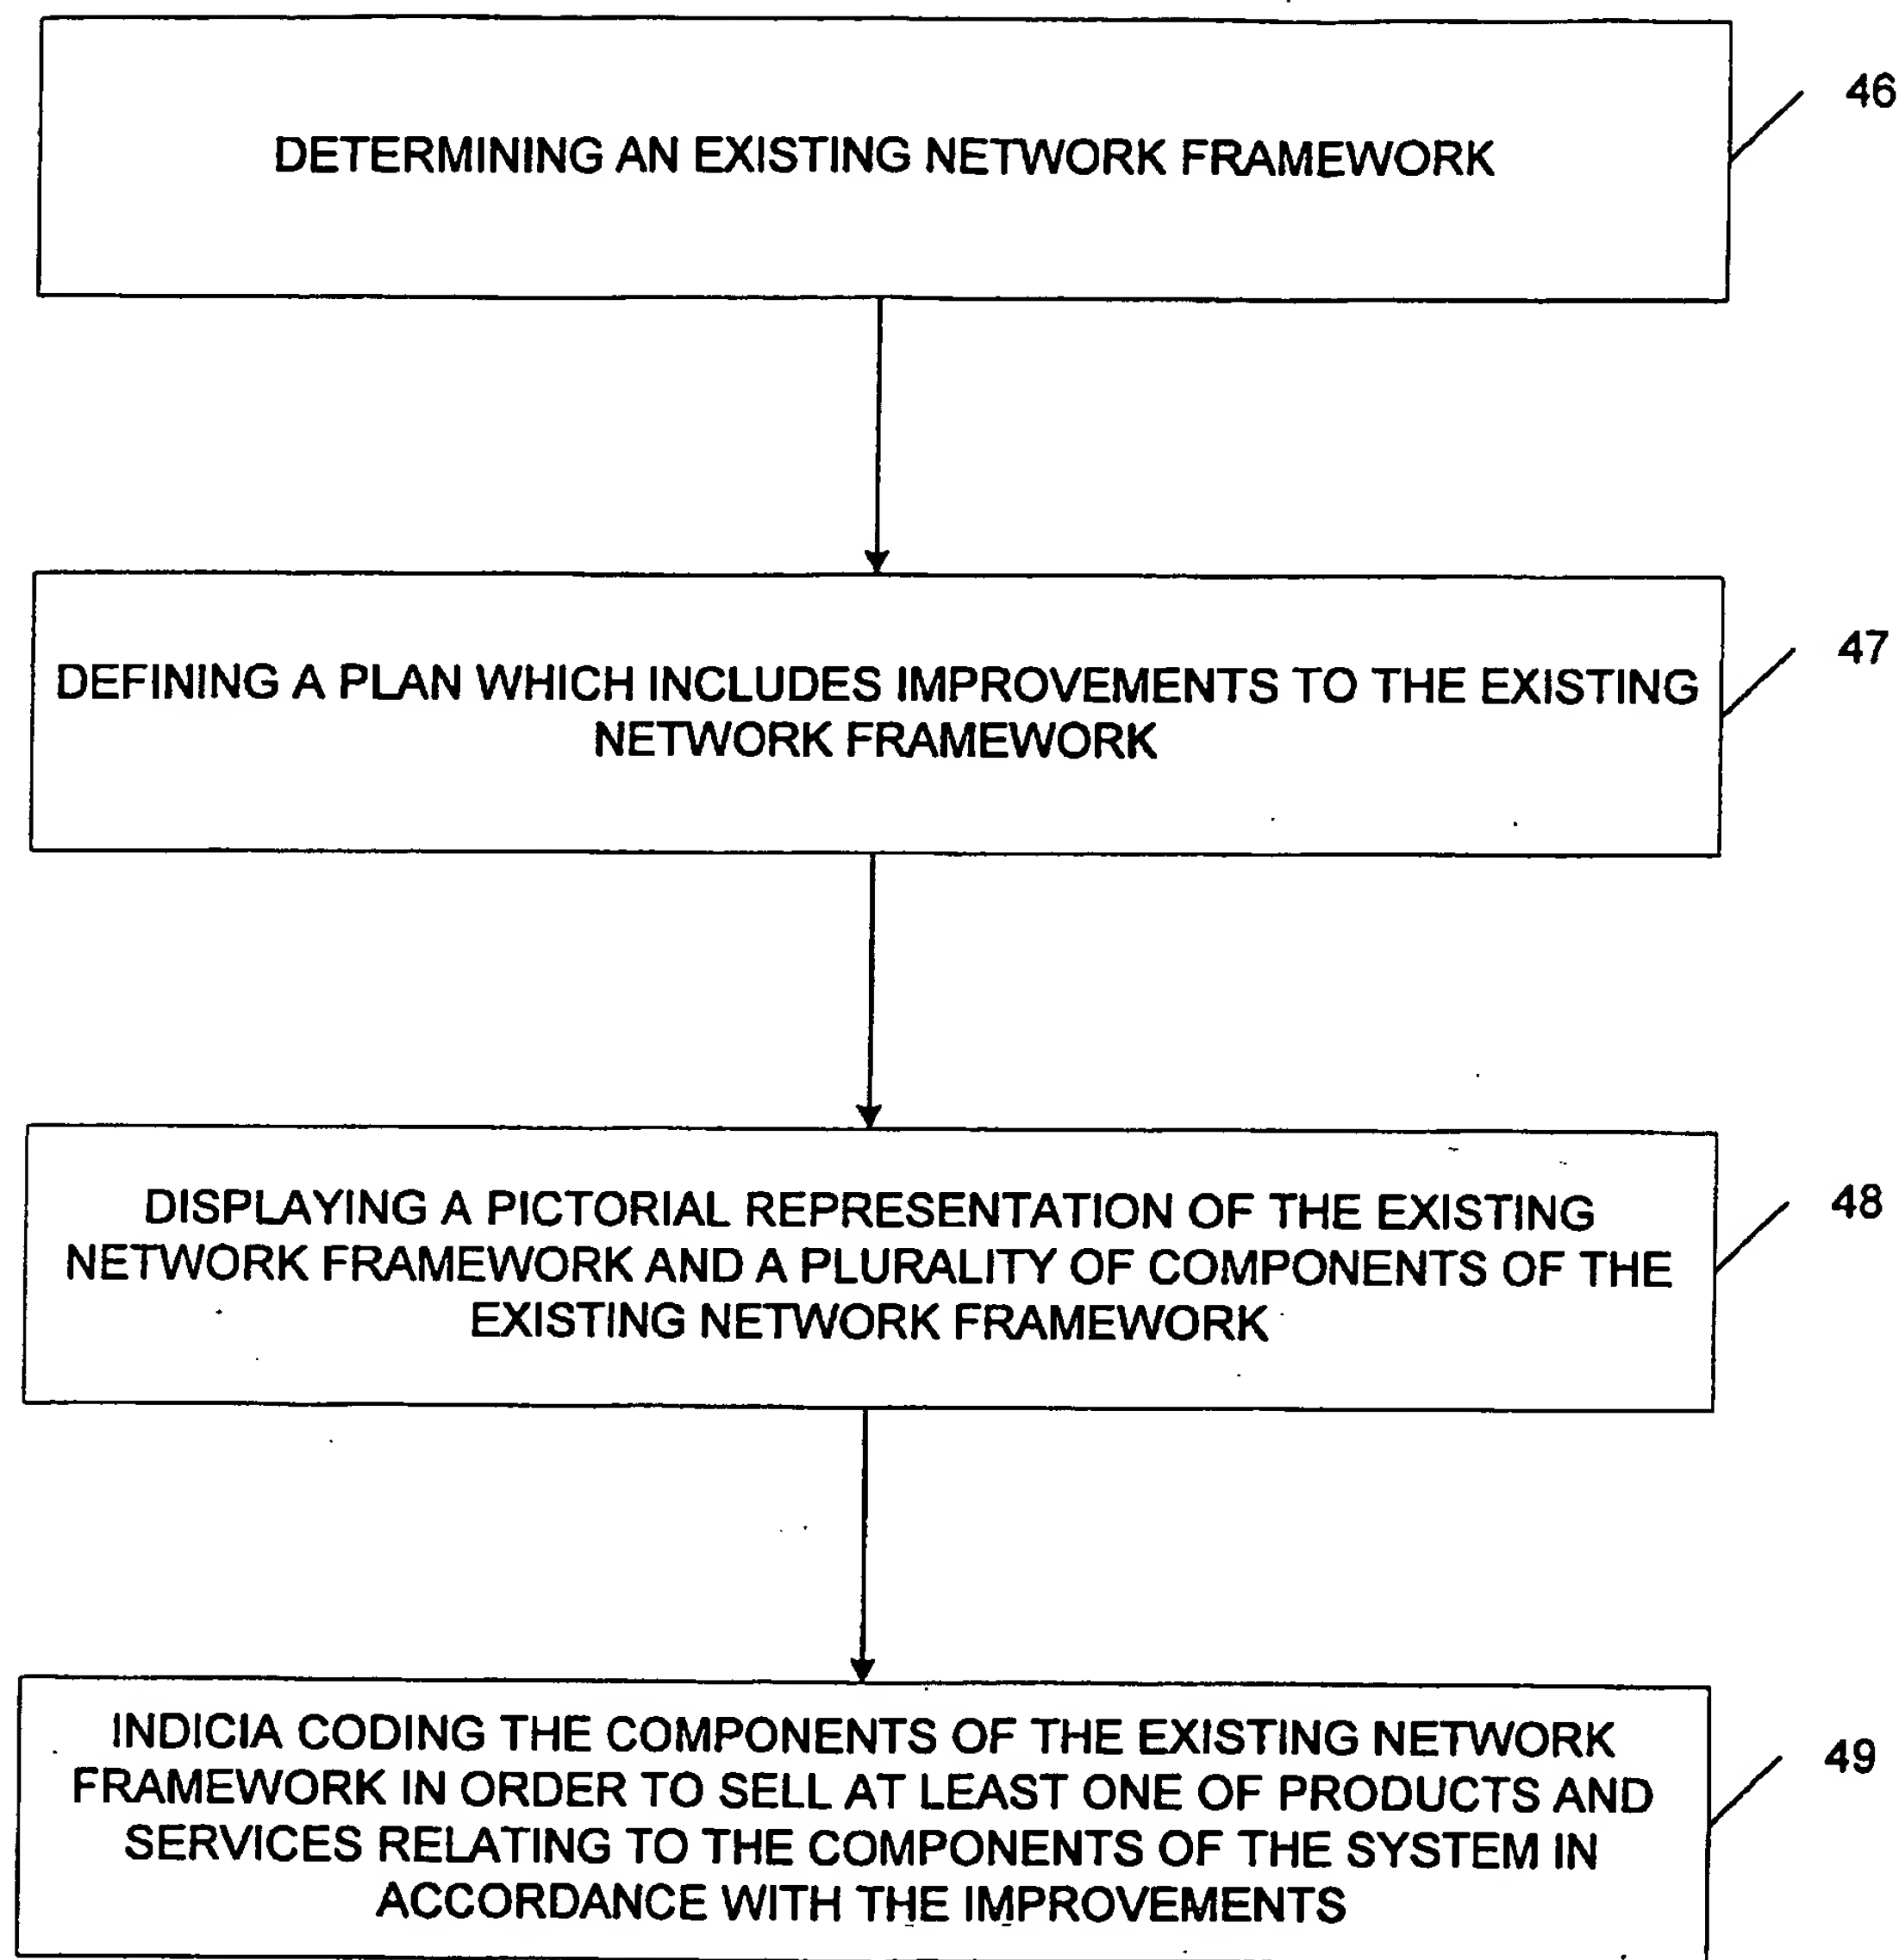 DETERMINING AN EXISTING NETWORK FRAMEWORK
46
DEFINING A PLAN WHICH INCLUDES IMPROVEMENTS TO THE EXISTING
NETWORK FRAMEWORK
47
DISPLAYING A PICTORIAL REPRESENTATION OF THE EXISTING
NETWORK FRAMEWORK AND A PLURALITY OF COMPONENTS OF THE
EXISTING NETWORK FRAMEWORK
48
INDICIA CODING THE COMPONENTS OF THE EXISTING NETWORK
FRAMEWORK IN ORDER TO SELL AT LEAST ONE OF PRODUCTS AND
SERVICES RELATING TO THE COMPONENTS OF THE SYSTEM IN
ACCORDANCE WITH THE IMPROVEMENTS
49